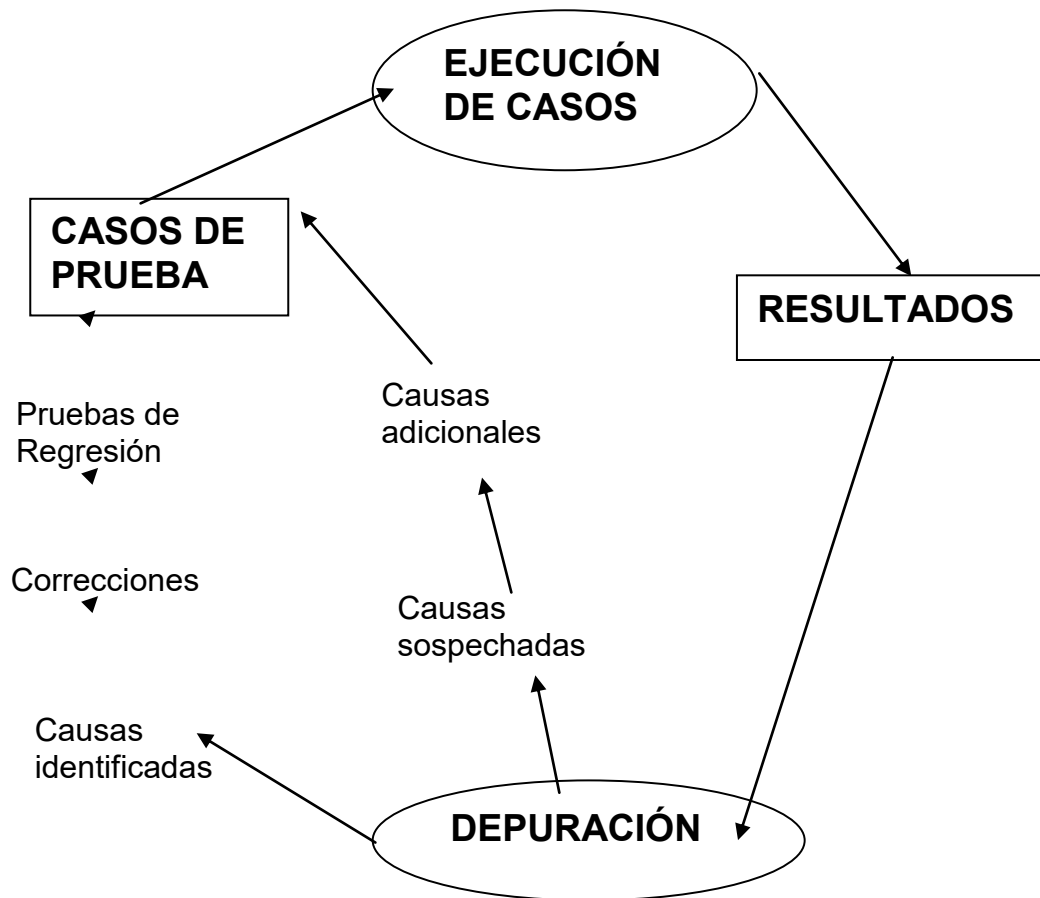 EJECUCIÓN
DE CASOS
CASOS DE
PRUEBA
RESULTADOS
Causas
adicionales
Pruebas de
Regresión
Correcciones
Causas
sospechadas
Causas
identificadas
DEPURACIÓN